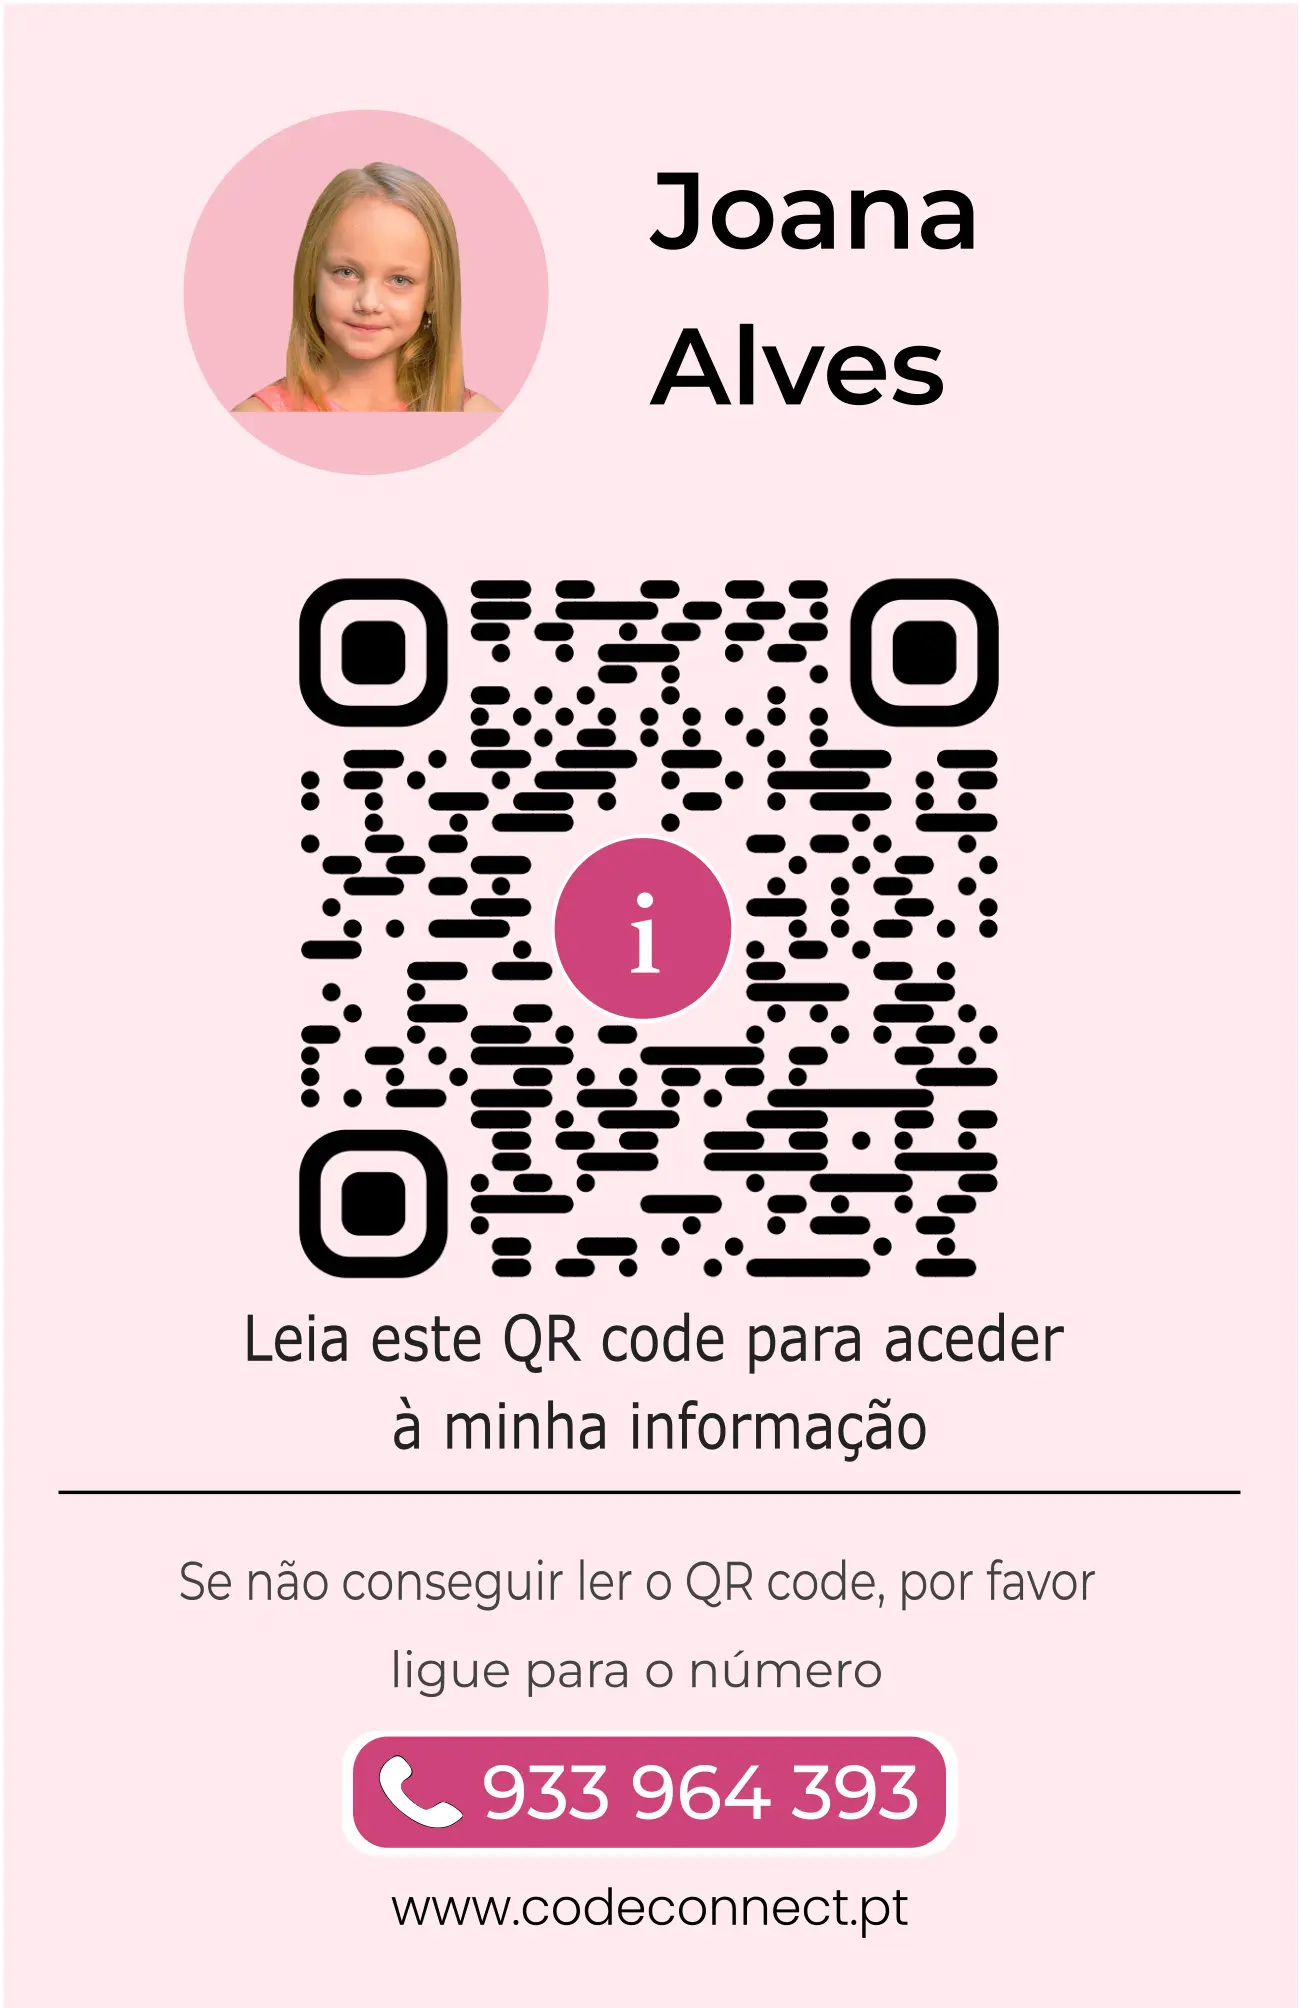 Joana
Alves
i
Leia este QR code para aceder
à minha informação
Se não conseguir ler o QR code, por favor
ligue para o número
933 964 393
www.codeconnect.pt